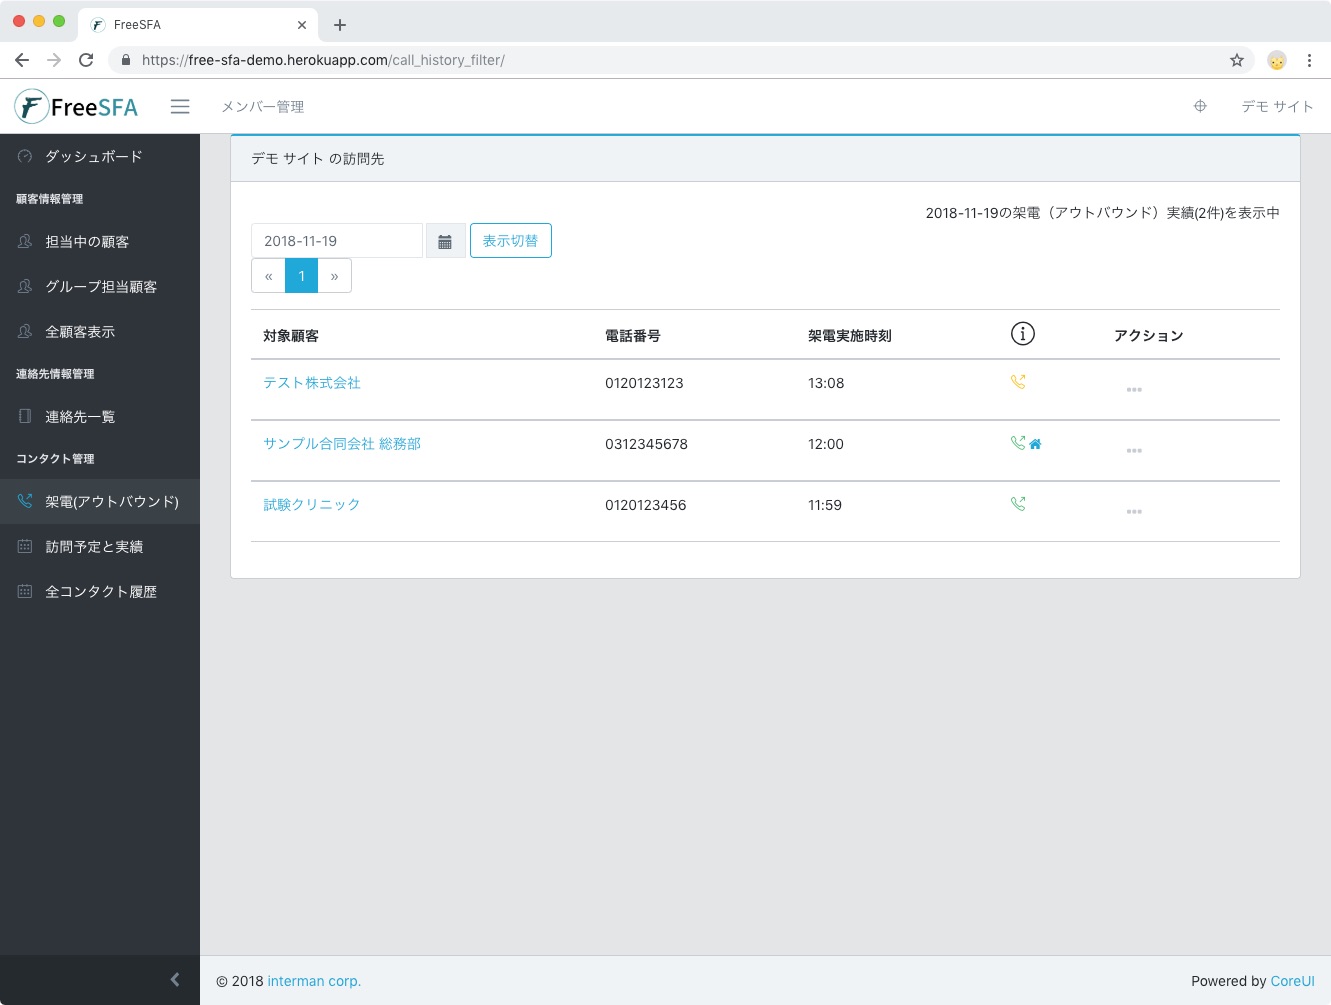 FreeSFA
https://free-sfa-demo.herokuapp.com/call_history_filter/
FreeSFA
メンバー管理
デモ サイト
ダッシュボード
顧客情報管理
担当中の顧客
グループ担当顧客
全顧客表示
連絡先情報管理
連絡先一覧
コンタクト管理
架電(アウトバウンド)
訪問予定と実績
全コンタクト履歴
デモ サイト の訪問先
2018-11-19の架電（アウトバウンド）実績(2件)を表示中
2018-11-19
表示切替
« 1 »
対象顧客 電話番号 架電実施時刻 アクション
テスト株式会社 0120123123 13:08
サンプル合同会社 総務部 0312345678 12:00
試験クリニック 0120123456 11:59
© 2018 interman corp.
Powered by CoreUI